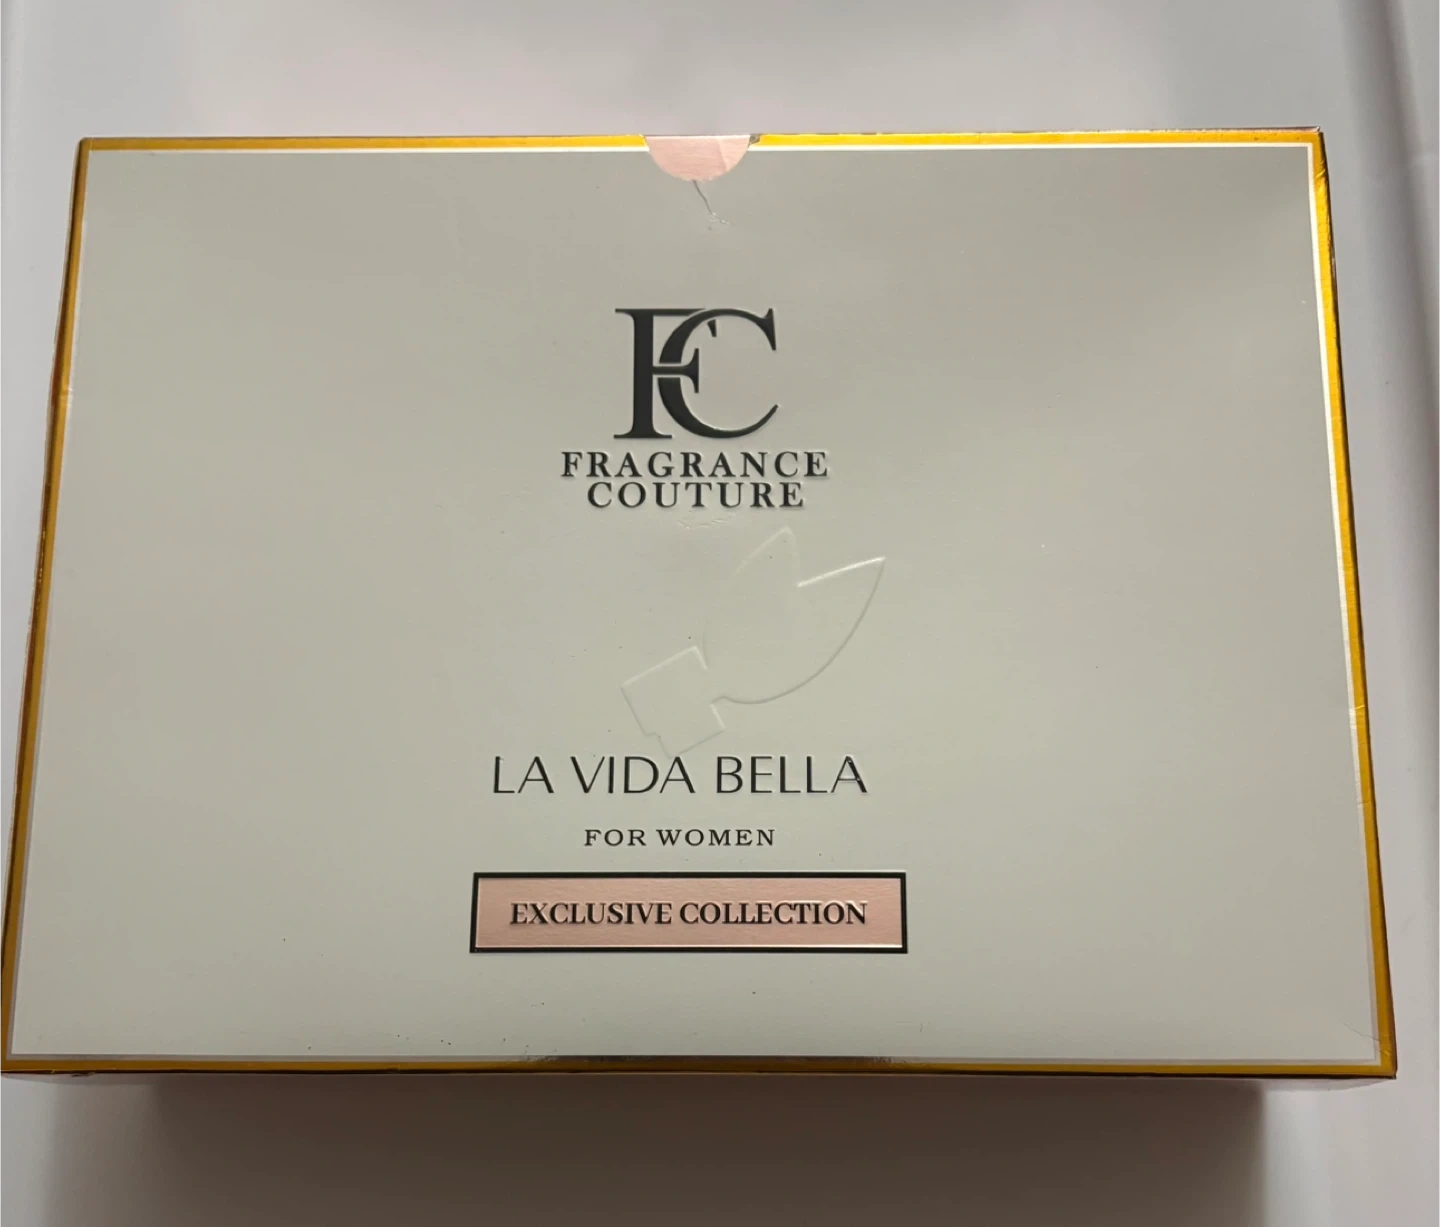 FC
FRAGRANCE
COUTURE
LA VIDA BELLA
FOR WOMEN
EXCLUSIVE COLLECTION